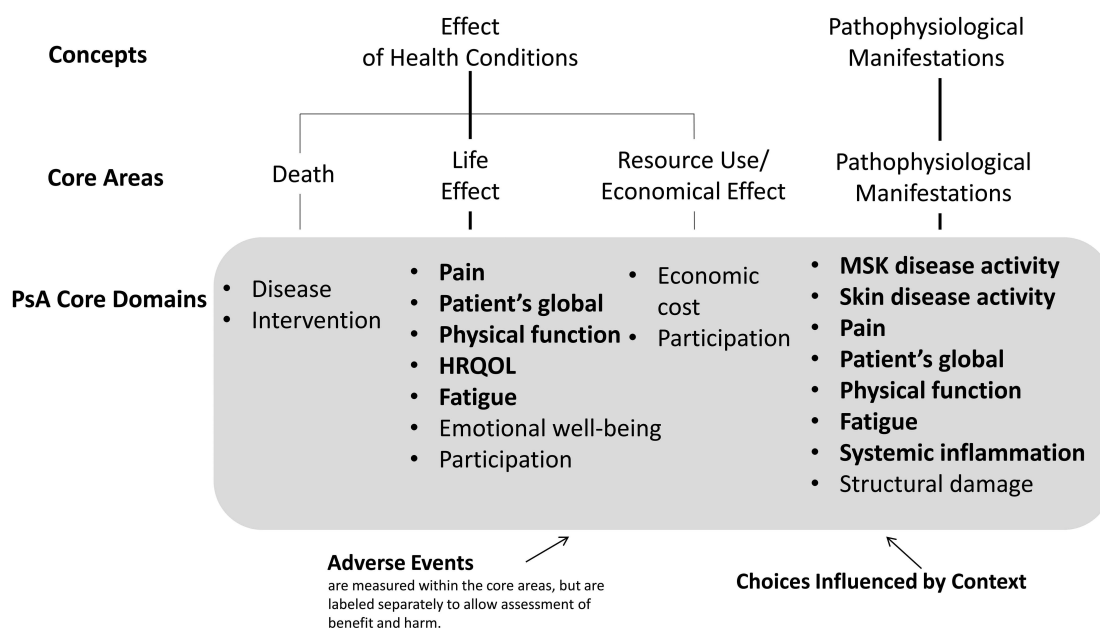 Concepts
Effect
of Health Conditions
Pathophysiological
Manifestations
Core Areas
Death
Life
Effect
Resource Use/
Economical Effect
Pathophysiological
Manifestations
PsA Core Domains
• Disease
• Intervention
• Pain
• Patient’s global
• Physical function
• HRQOL
• Fatigue
• Emotional well-being
• Participation
• Economic
cost
• Participation
• MSK disease activity
• Skin disease activity
• Pain
• Patient’s global
• Physical function
• Fatigue
• Systemic inflammation
• Structural damage
Adverse Events
are measured within the core areas, but are
labeled separately to allow assessment of
benefit and harm.
Choices Influenced by Context